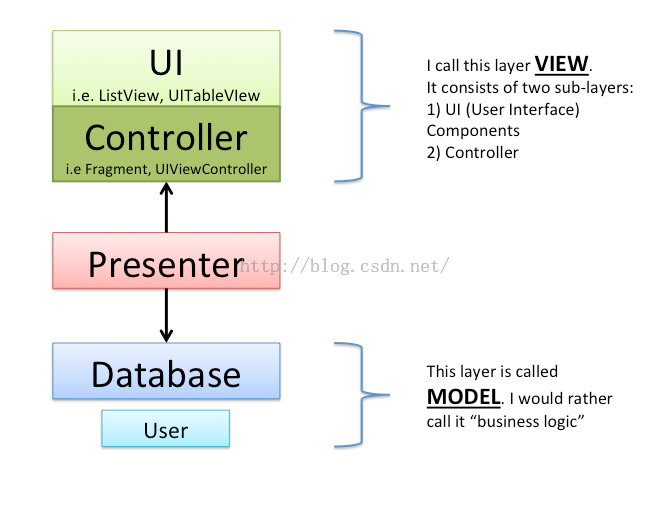 UI
i.e. ListView, UITableVIew
Controller
i.e Fragment, UIViewController
I call this layer VIEW.
It consists of two sub-layers:
1) UI (User Interface)
Components
2) Controller
Presenter
http://blog.csdn.net/
Database
User
This layer is called
MODEL. I would rather
call it “business logic”